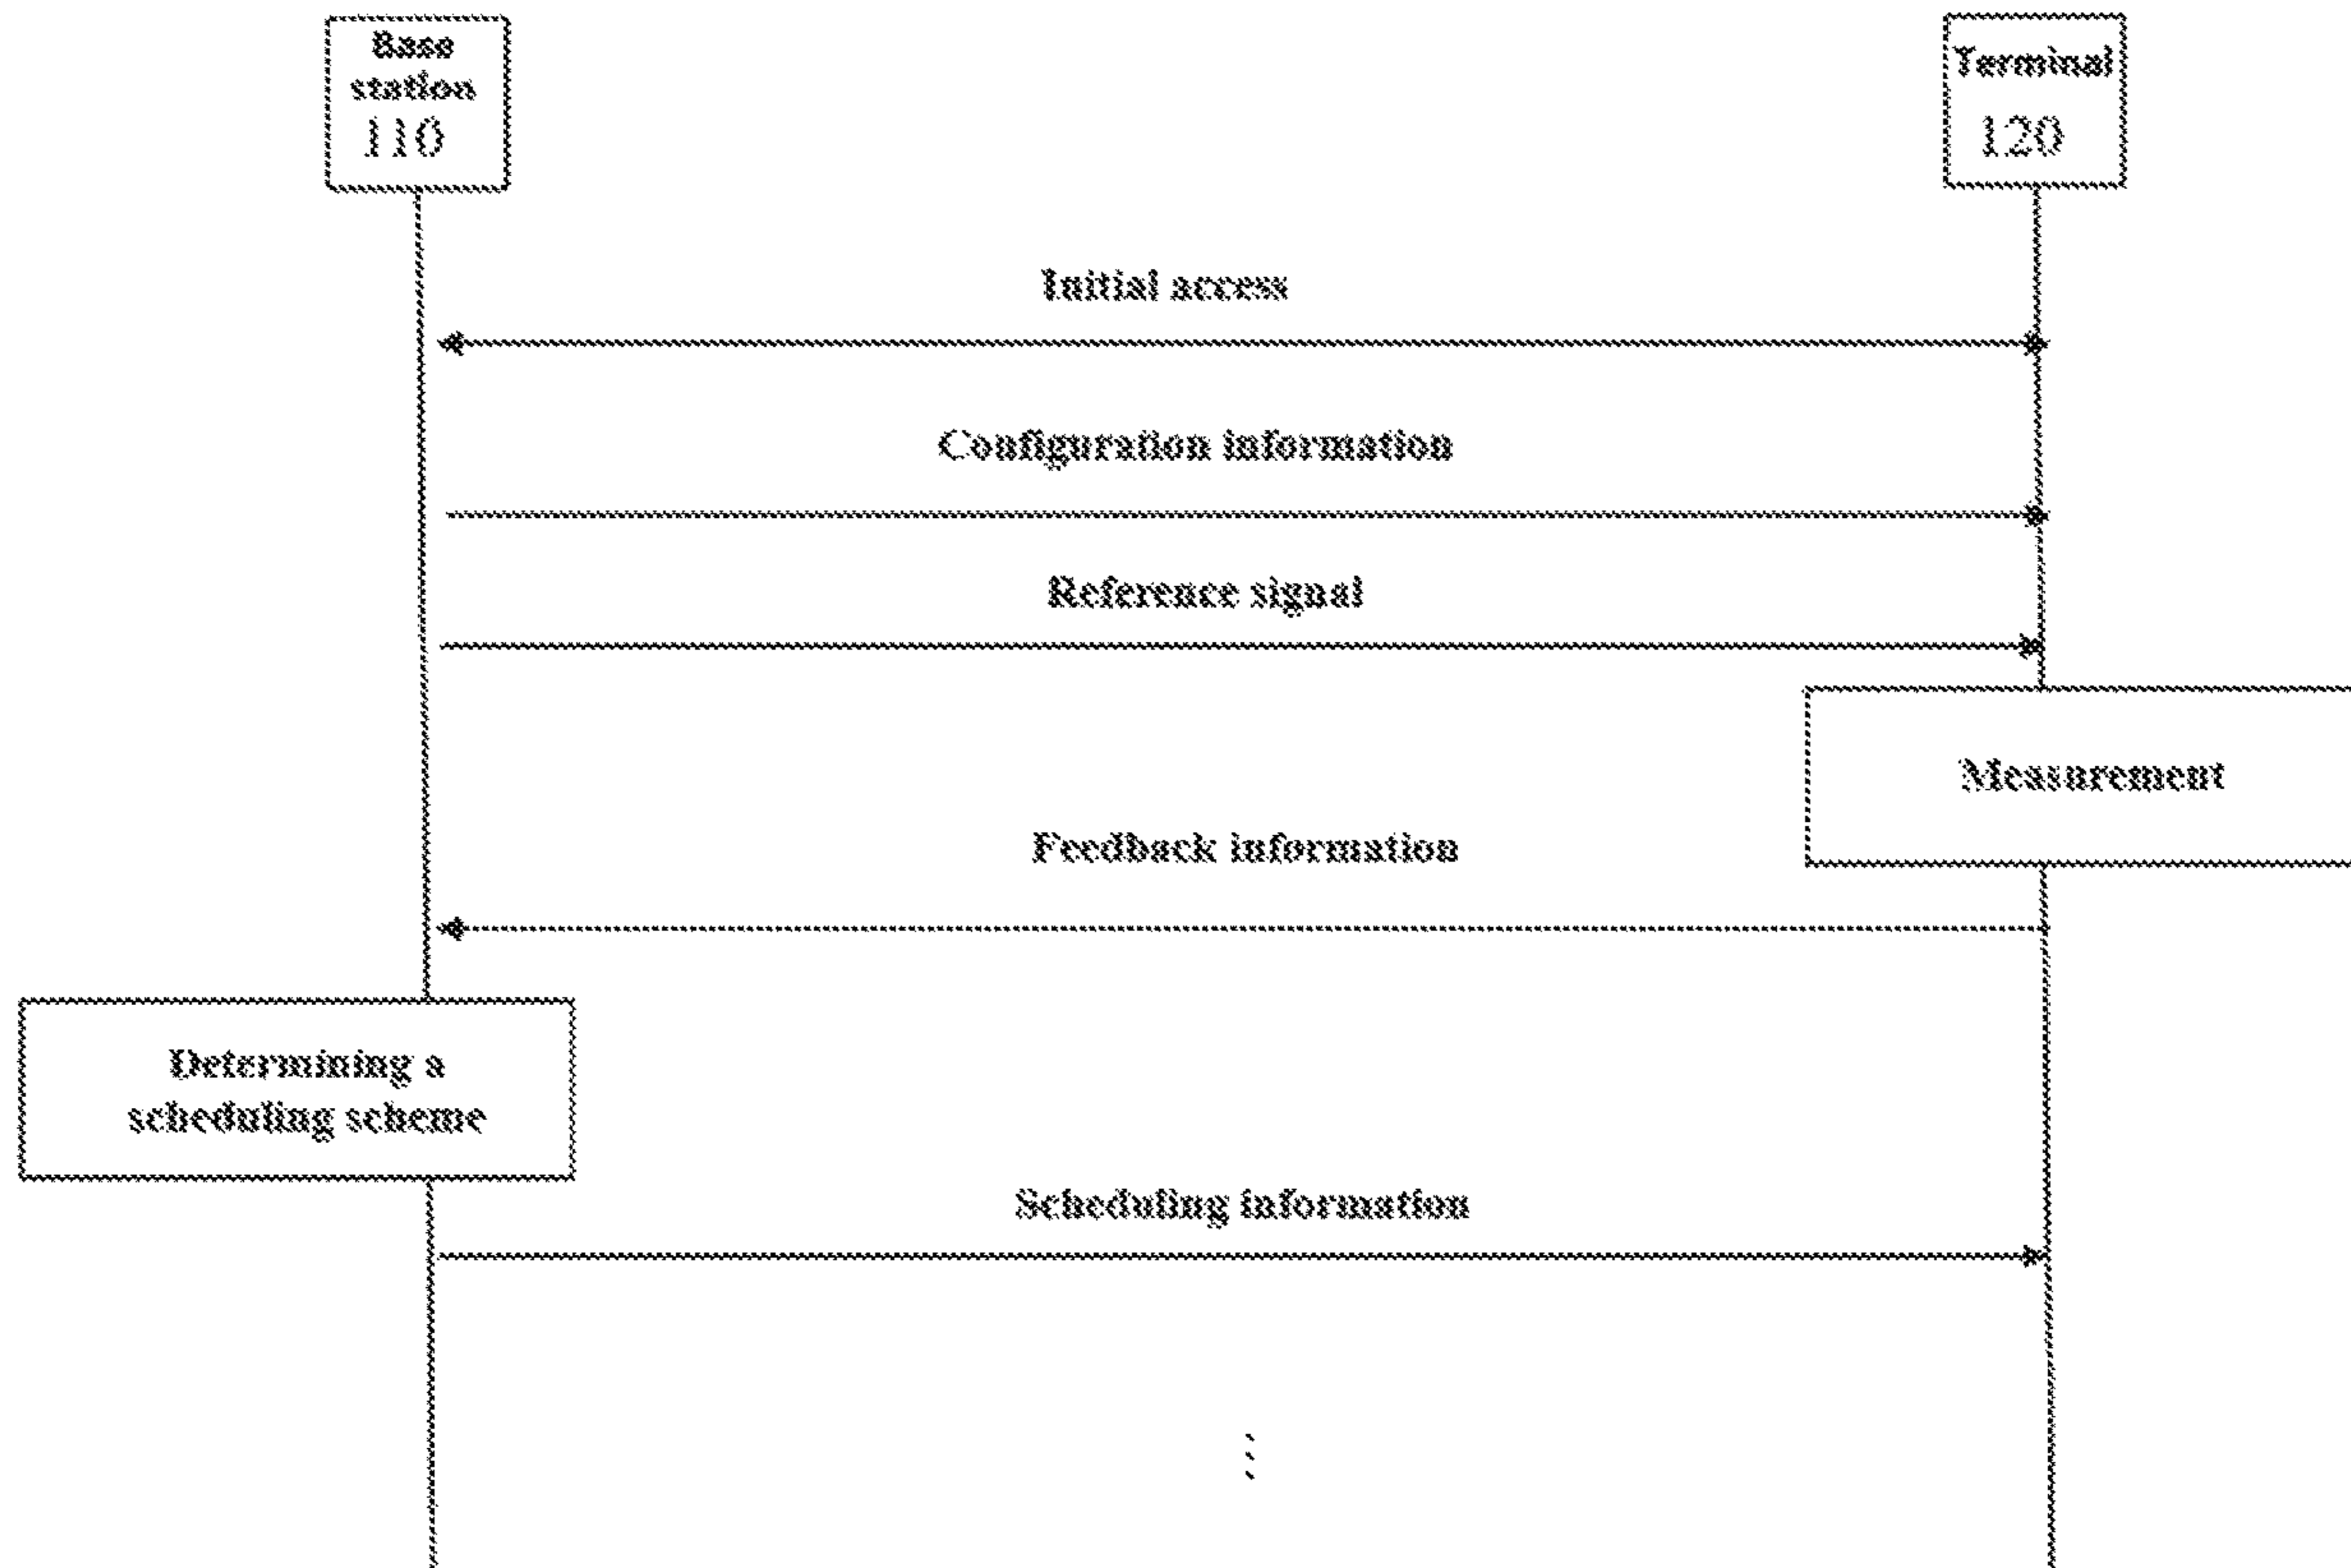 Base
station
110
Terminal
120
Initial access
Configuration information
Reference signal
Measurement
Feedback information
Determining a
scheduling scheme
Scheduling information